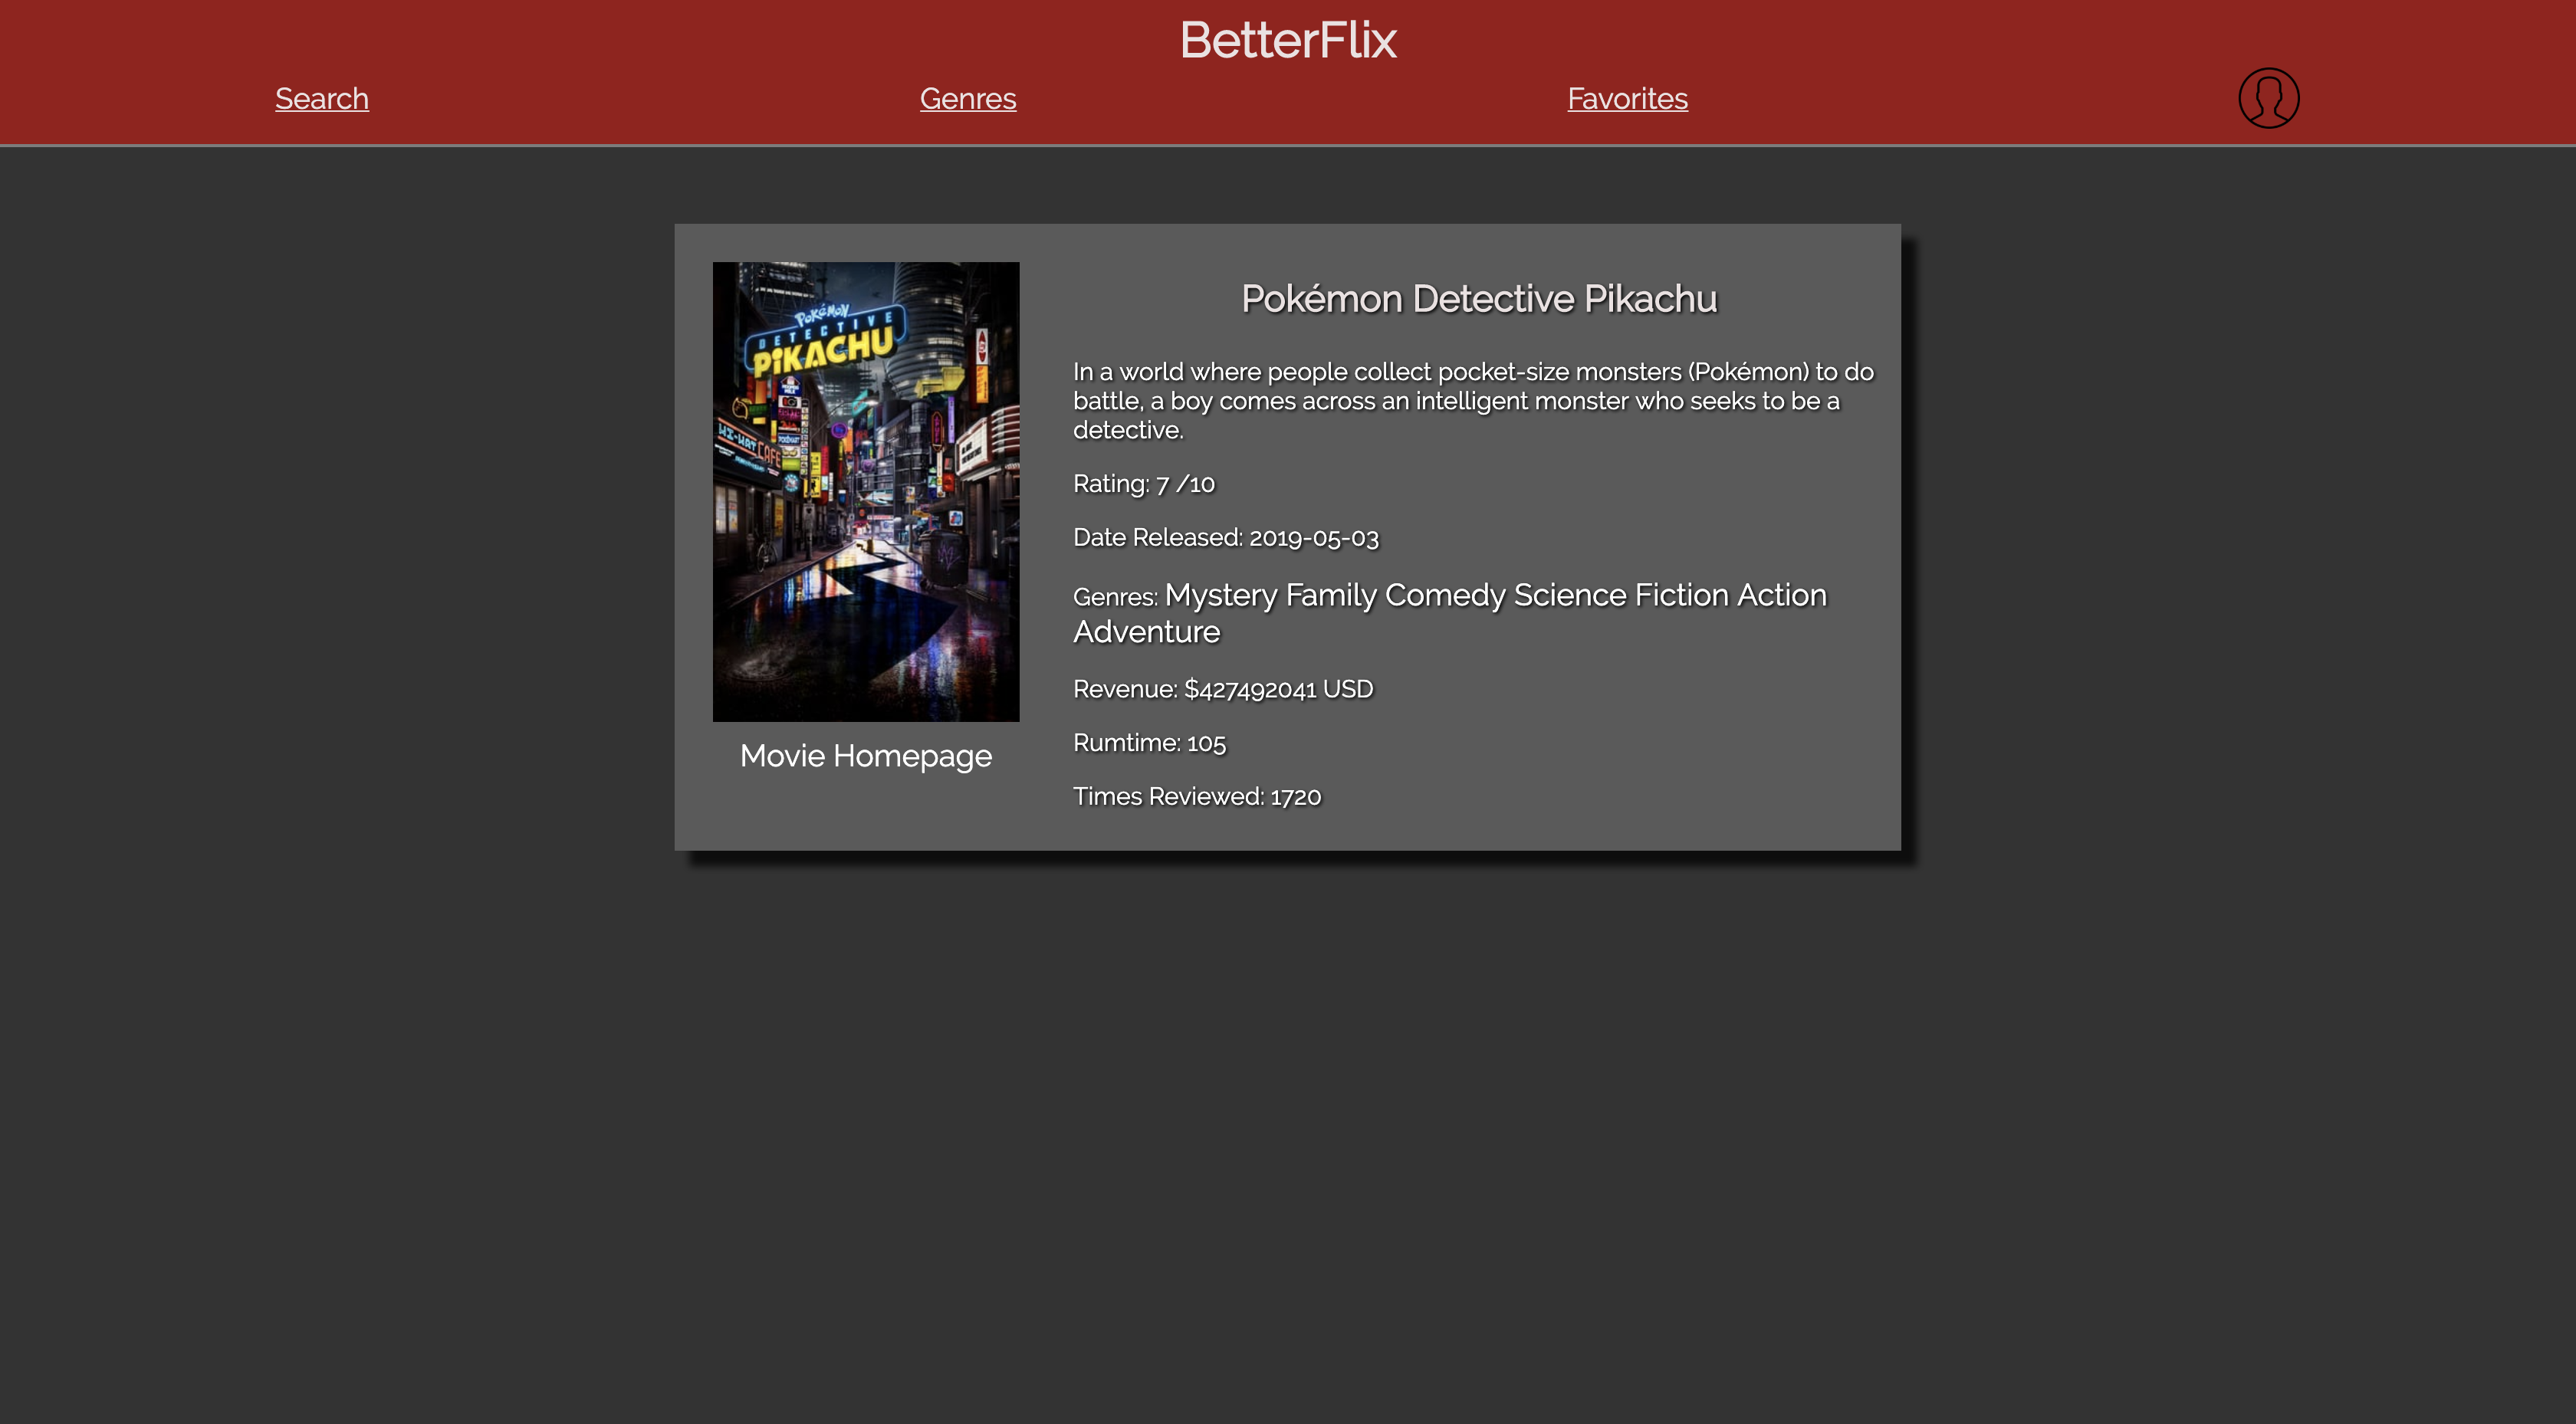 BetterFlix
Search
Genres
Favorites
POKÉMON
DETECTIVE
PIKACHU
HI-HAT CAFE
Movie Homepage
Pokémon Detective Pikachu
In a world where people collect pocket-size monsters (Pokémon) to do
battle, a boy comes across an intelligent monster who seeks to be a
detective.
Rating: 7 /10
Date Released: 2019-05-03
Genres: Mystery Family Comedy Science Fiction Action
Adventure
Revenue: $427492041 USD
Rumtime: 105
Times Reviewed: 1720